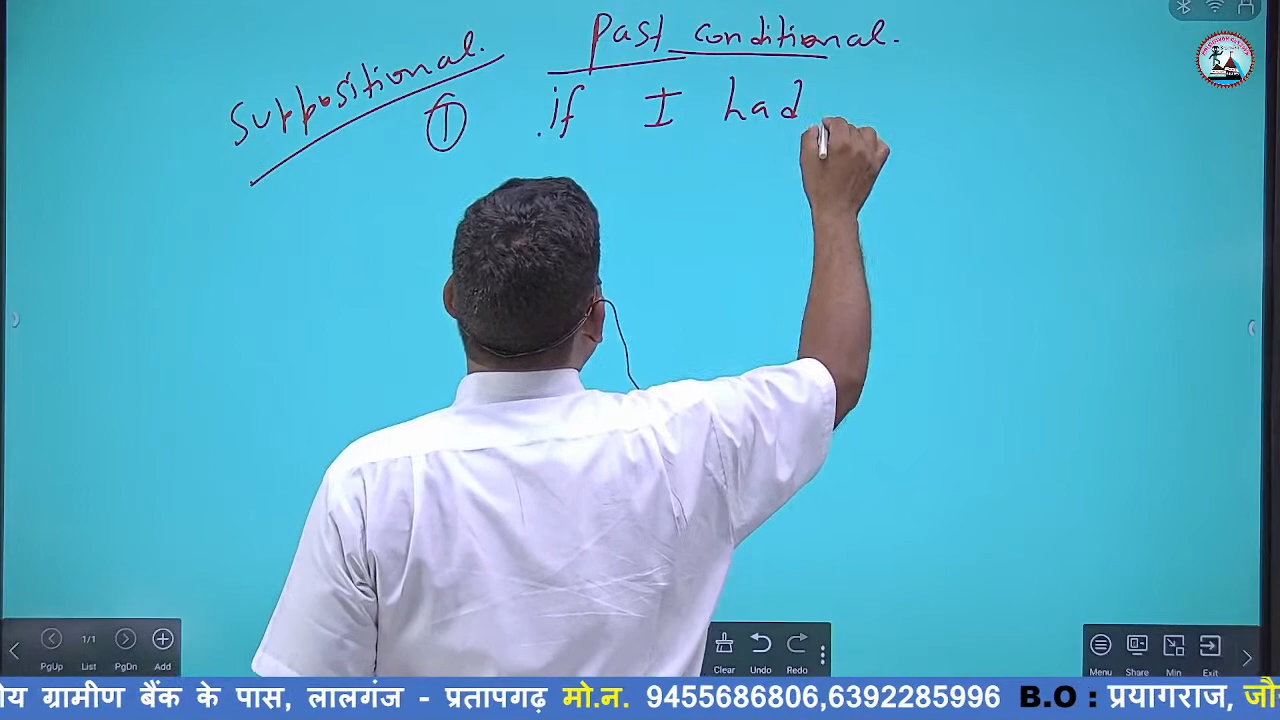 Past conditional.
Suppositional.
① if I had
PgUp 1/1 List PgDn Add
Clear Undo Redo
Menu Share Min Exit
ीय ग्रामीण बैंक के पास, लालगंज - प्रतापगढ़ मो.न. 9455686806,6392285996 B.O : प्रयागराज, जौ